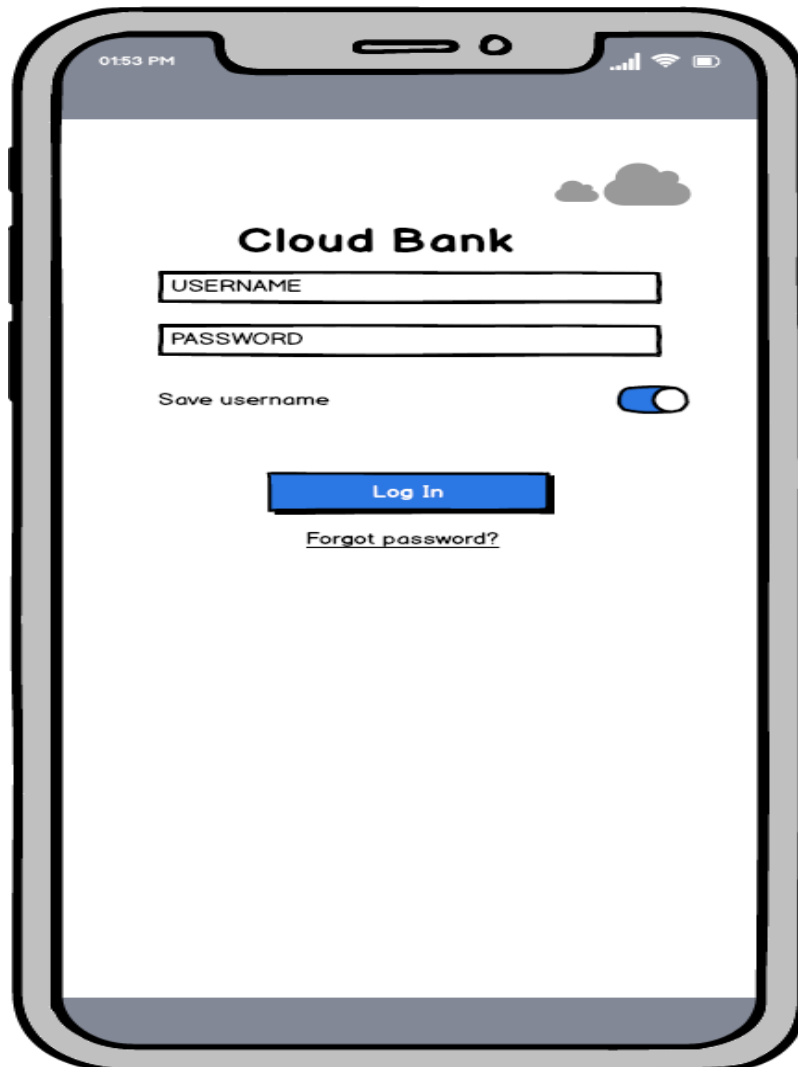 01:53 PM
Cloud Bank
USERNAME
PASSWORD
Save username
Log In
Forgot password?